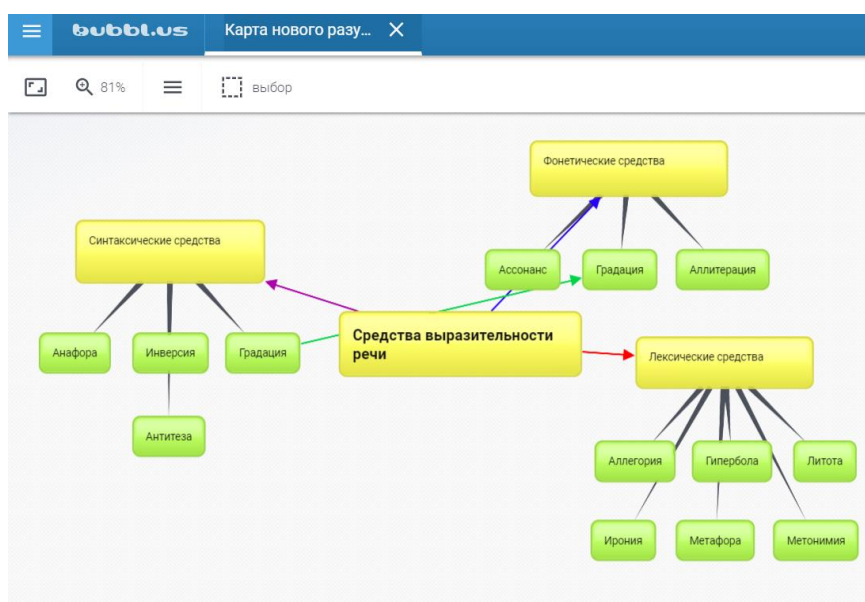 bubbl.us
Карта нового разу...
81%
выбор
Фонетические средства
Синтаксические средства
Ассонанс
Градация
Аллитерация
Средства выразительности
речи
Анафора
Инверсия
Градация
Лексические средства
Антитеза
Аллегория
Гипербола
Литота
Ирония
Метафора
Метонимия